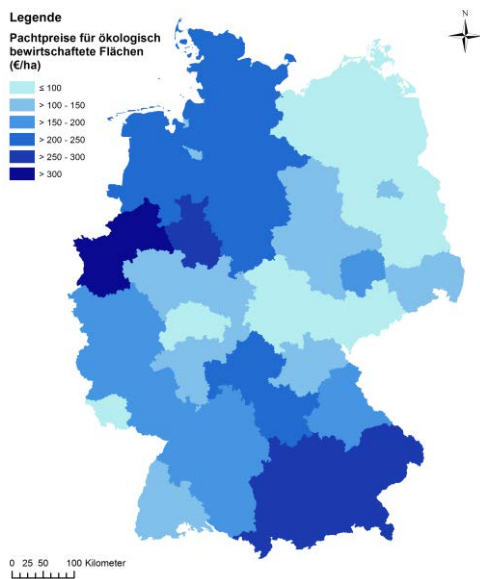 Legende
Pachtpreise für ökologisch
bewirtschaftete Flächen
(€/ha)
≤ 100
> 100 - 150
> 150 - 200
> 200 - 250
> 250 - 300
> 300
N
0 25 50 100 Kilometer